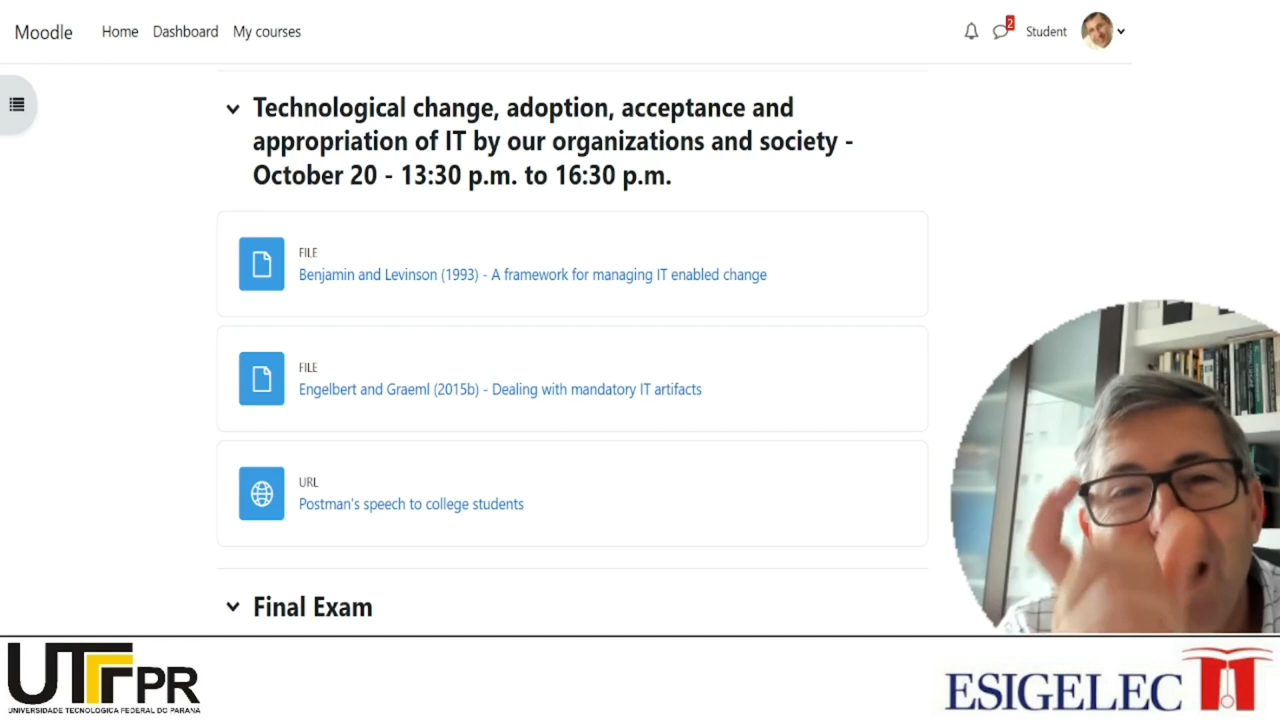 Moodle Home Dashboard My courses 2 Student
Technological change, adoption, acceptance and
appropriation of IT by our organizations and society -
October 20 - 13:30 p.m. to 16:30 p.m.
FILE
Benjamin and Levinson (1993) - A framework for managing IT enabled change
FILE
Engelbert and Graeml (2015b) - Dealing with mandatory IT artifacts
URL
Postman's speech to college students
Final Exam
UTFPR
UNIVERSIDADE TECNOLÓGICA FEDERAL DO PARANÁ
ESIGELEC